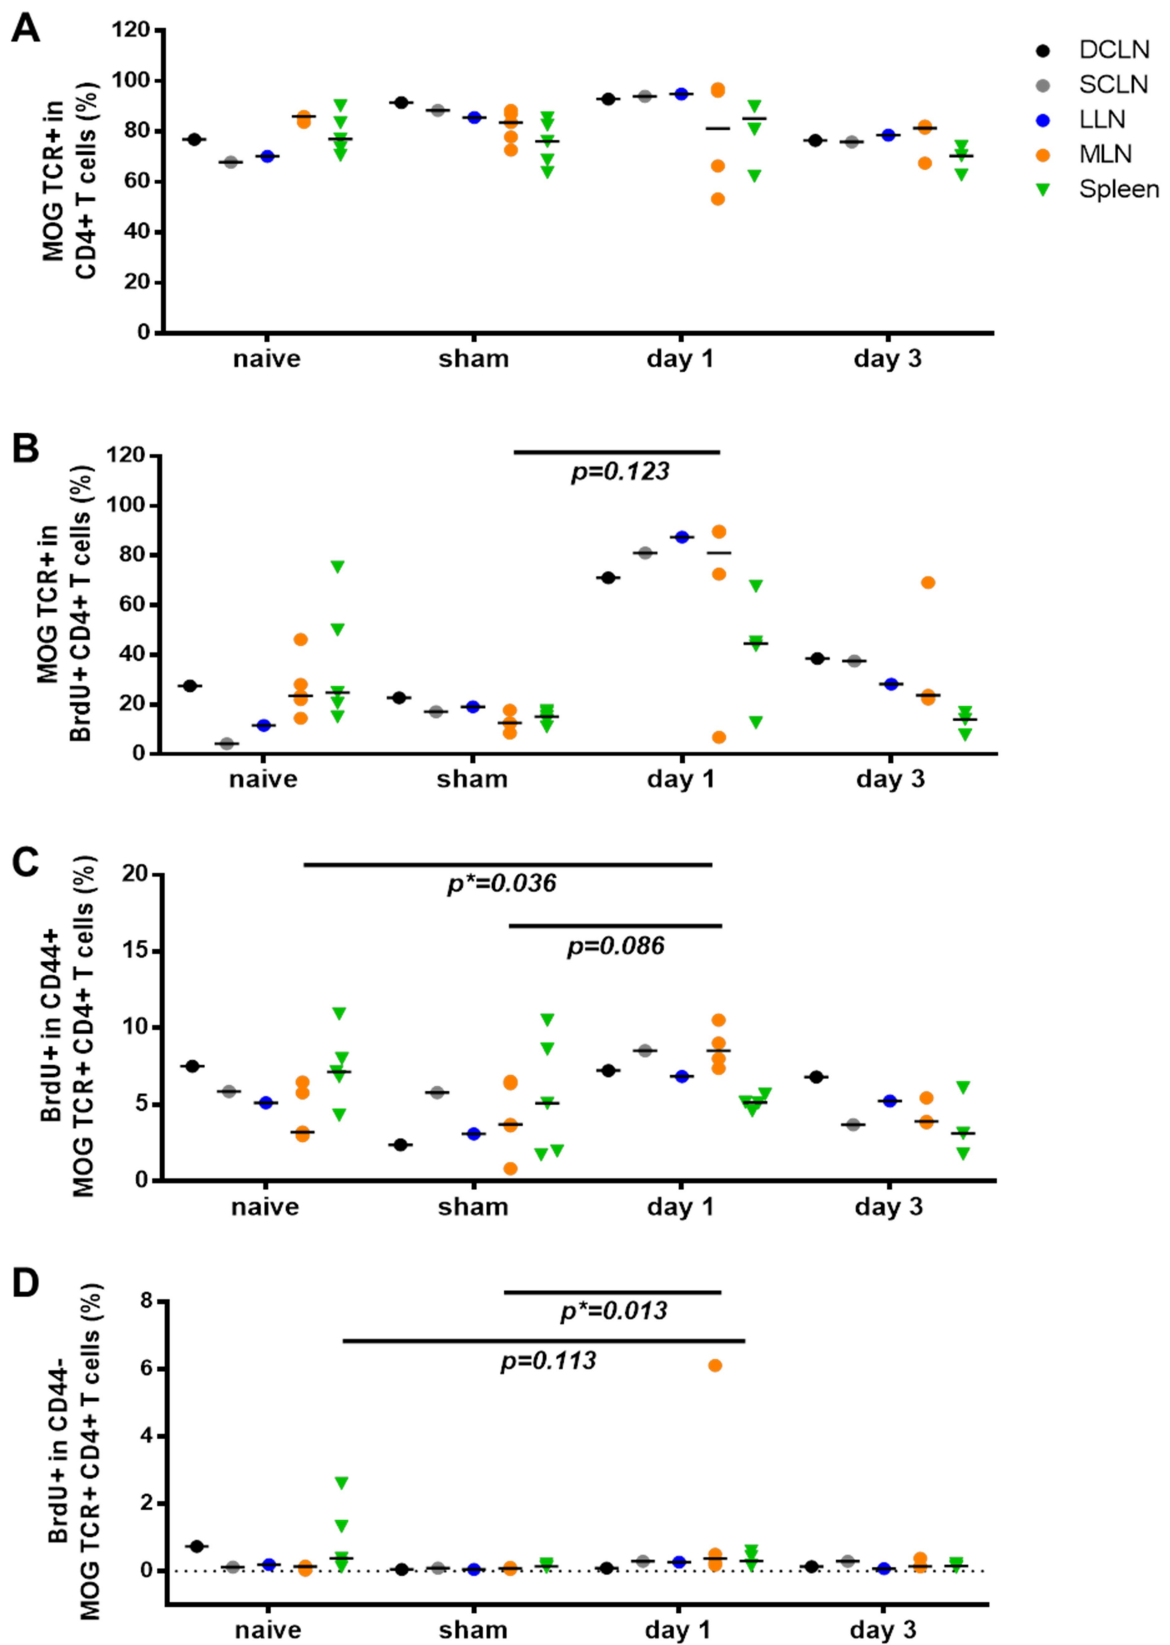 A
MOG TCR+ in
CD4+ T cells (%)
120
100
80
60
40
20
0
naive
sham
day 1
day 3
DCLN
SCLN
LLN
MLN
Spleen
B
MOG TCR+ in
BrdU+ CD4+ T cells (%)
120
100
80
60
40
20
0
p=0.123
naive
sham
day 1
day 3
C
BrdU+ in CD44+
MOG TCR+ CD4+ T cells (%)
20
15
10
5
0
p*=0.036
p=0.086
naive
sham
day 1
day 3
D
BrdU+ in CD44-
MOG TCR+ CD4+ T cells (%)
8
6
4
2
0
p*=0.013
p=0.113
naive
sham
day 1
day 3